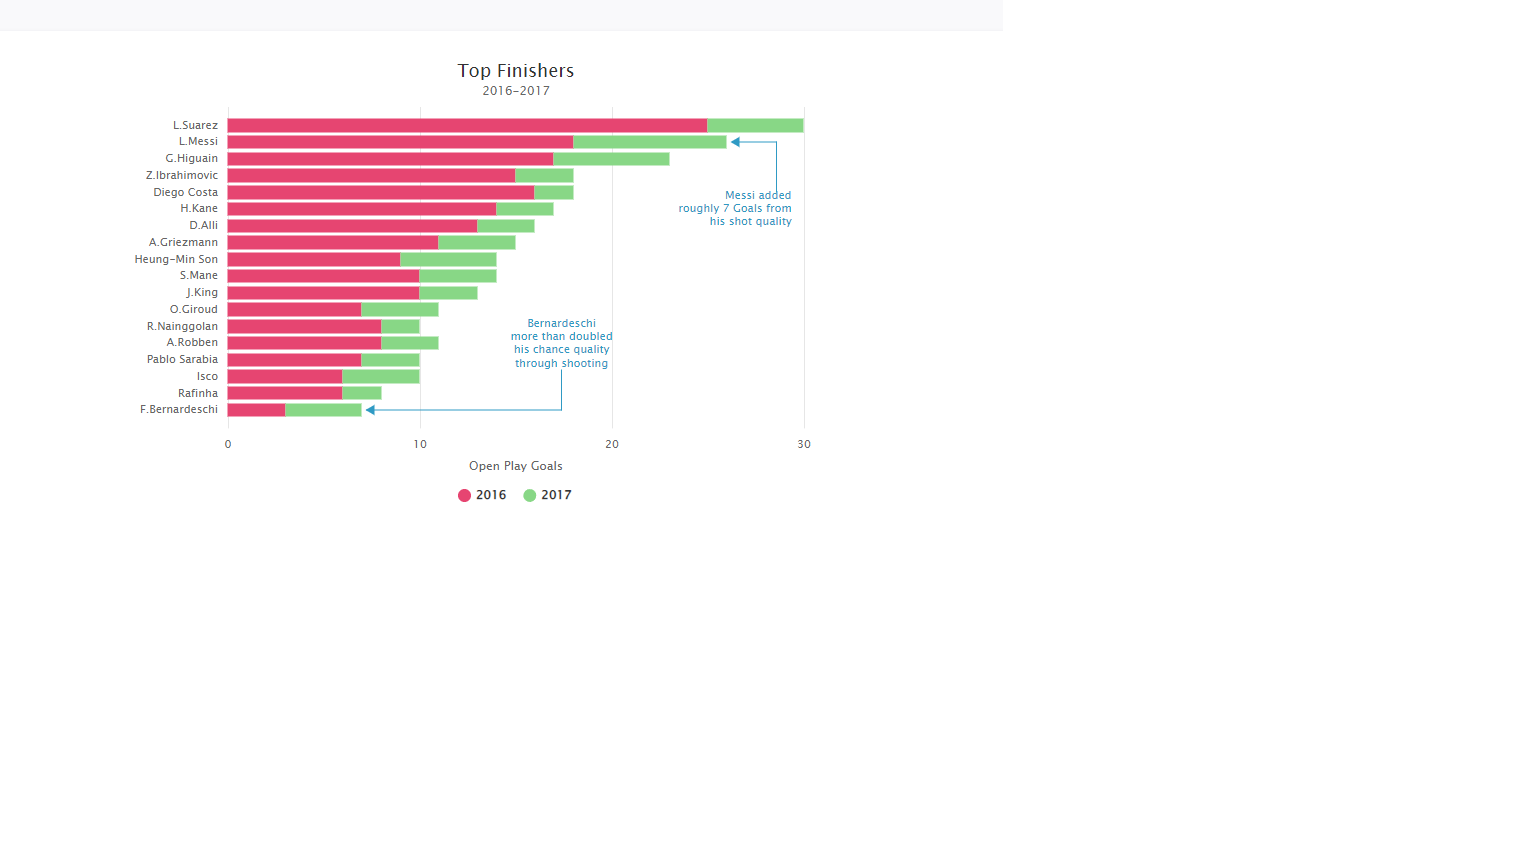 Top Finishers
2016-2017
L.Suarez
L.Messi
G.Higuain
Z.Ibrahimovic
Diego Costa
H.Kane
D.Alli
A.Griezmann
Heung-Min Son
S.Mane
J.King
O.Giroud
R.Nainggolan
A.Robben
Pablo Sarabia
Isco
Rafinha
F.Bernardeschi
Messi added
roughly 7 Goals from
his shot quality
Bernardeschi
more than doubled
his chance quality
through shooting
0 10 20 30
Open Play Goals
2016 2017